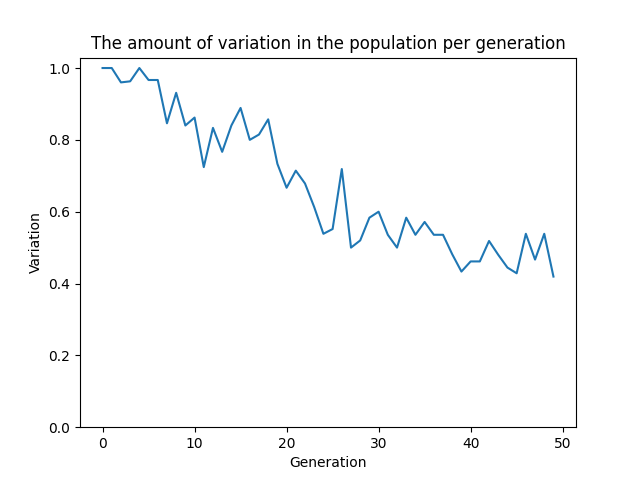 The amount of variation in the population per generation
1.0
0.8
0.6
0.4
0.2
0.0
Variation
0 10 20 30 40 50
Generation